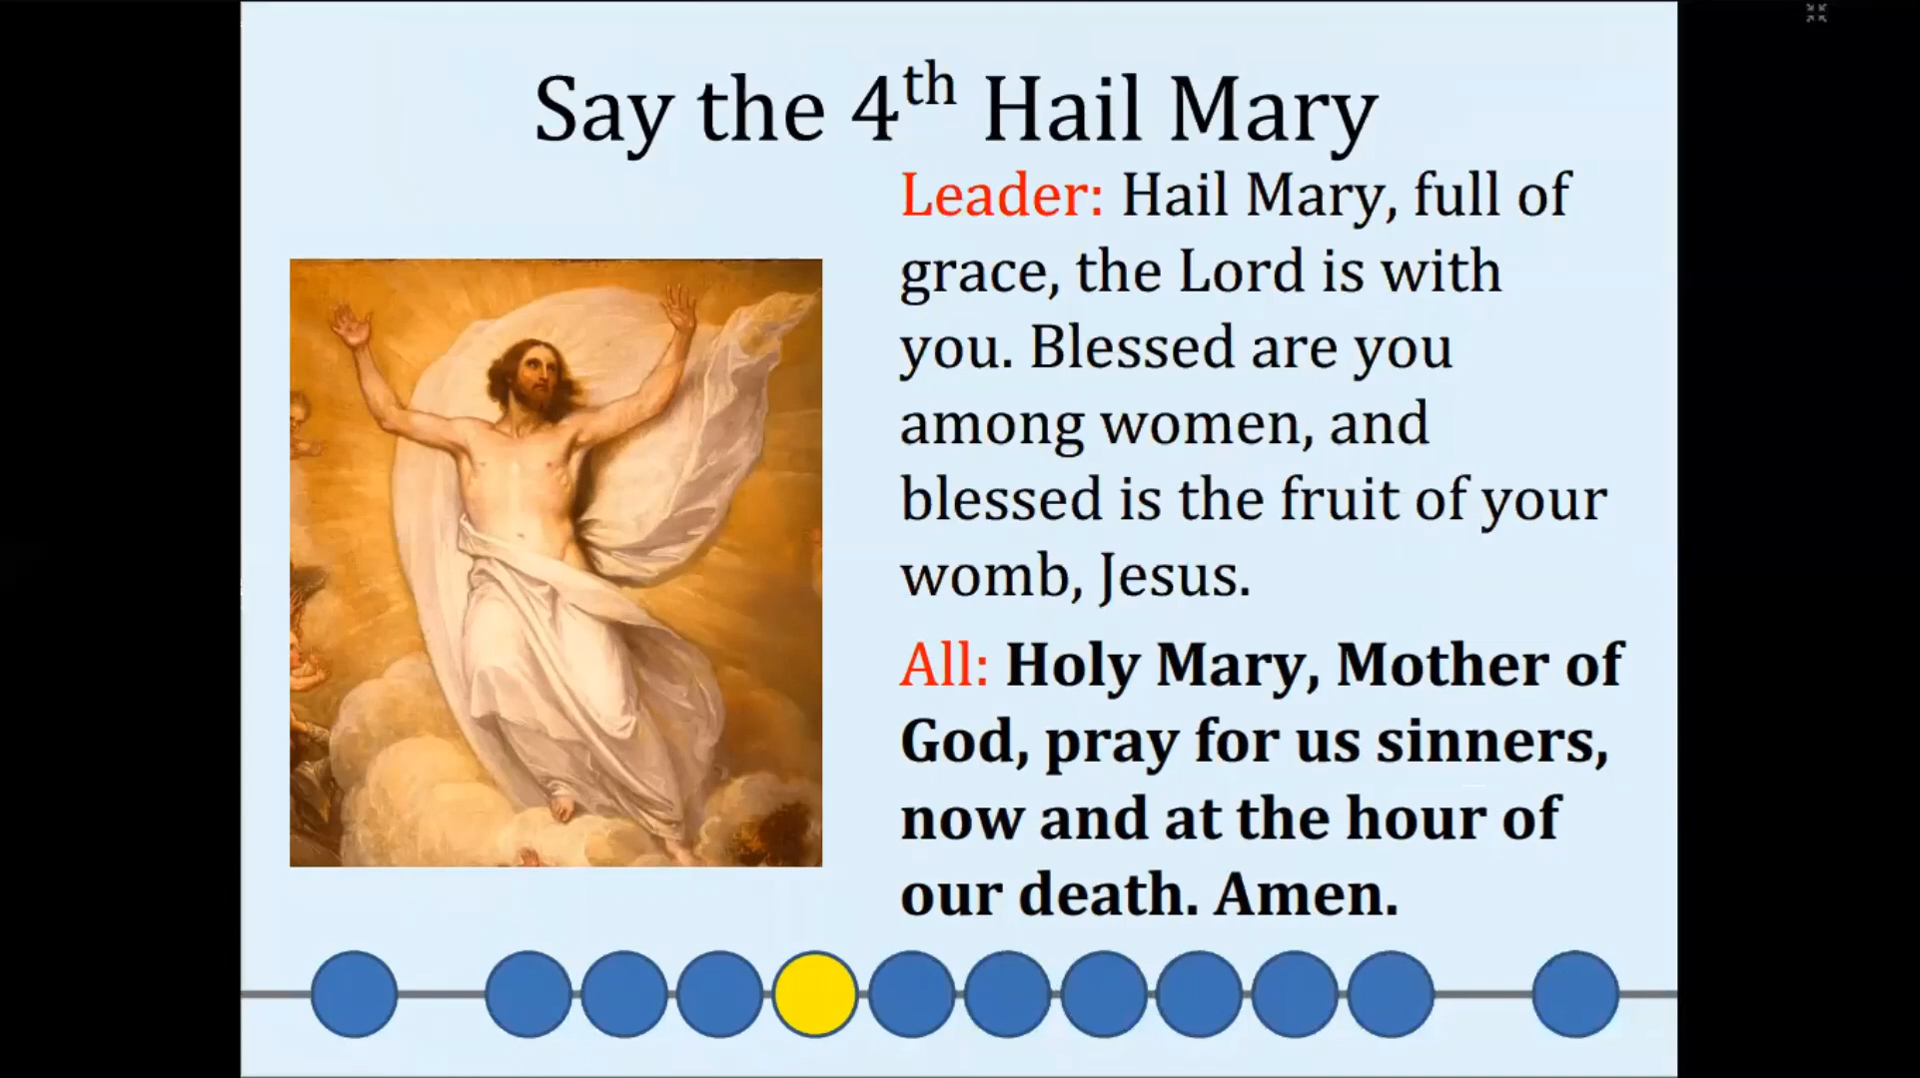 Say the 4th Hail Mary
Leader: Hail Mary, full of
grace, the Lord is with
you. Blessed are you
among women, and
blessed is the fruit of your
womb, Jesus.
All: Holy Mary, Mother of
God, pray for us sinners,
now and at the hour of
our death. Amen.